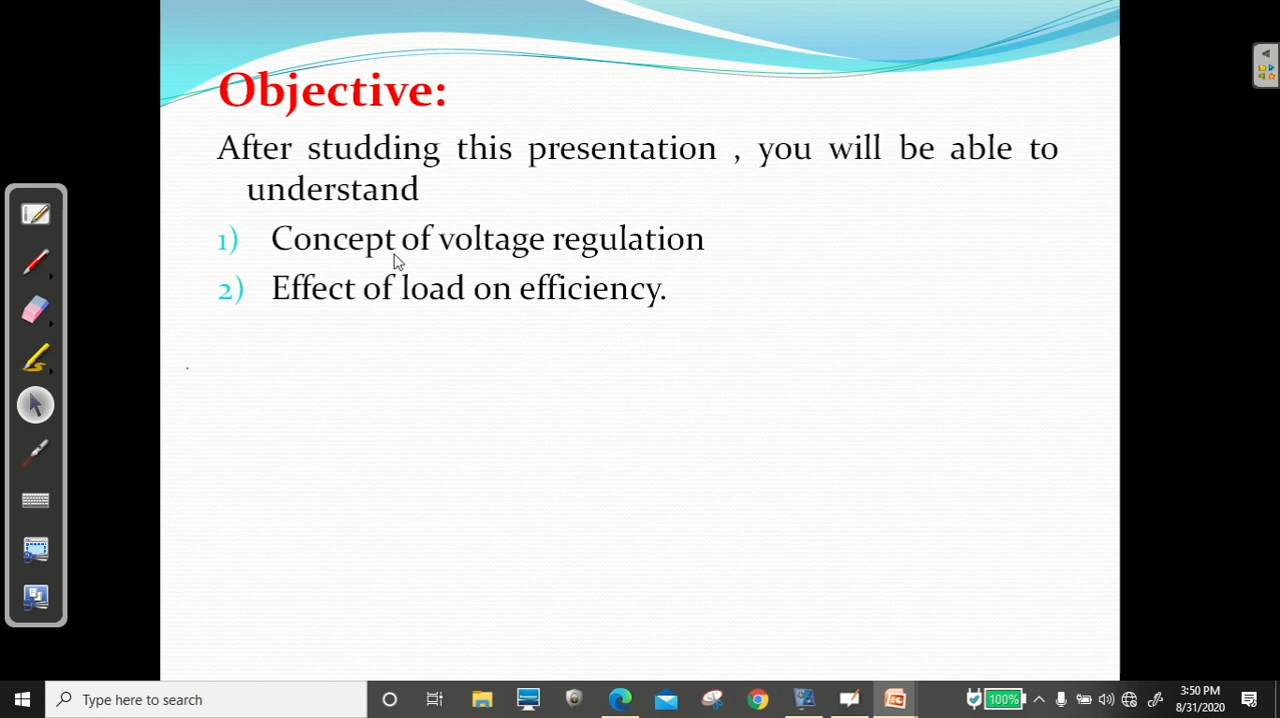 Objective:
After studding this presentation , you will be able to
understand
1) Concept of voltage regulation
2) Effect of load on efficiency.
Type here to search
100%
3:50 PM
8/31/2020